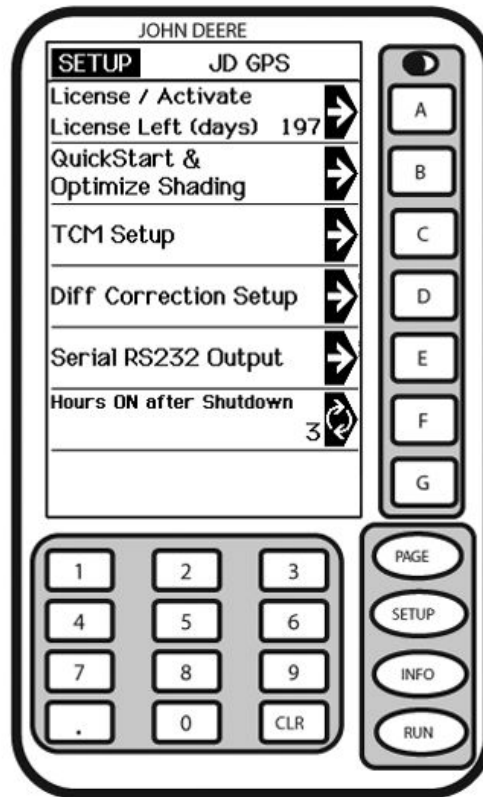 JOHN DEERE
SETUP JD GPS
License / Activate
License Left (days) 197
QuickStart &
Optimize Shading
TCM Setup
Diff Correction Setup
Serial RS232 Output
Hours ON after Shutdown
3
A
B
C
D
E
F
G
1 2 3
4 5 6
7 8 9
. 0 CLR
PAGE
SETUP
INFO
RUN